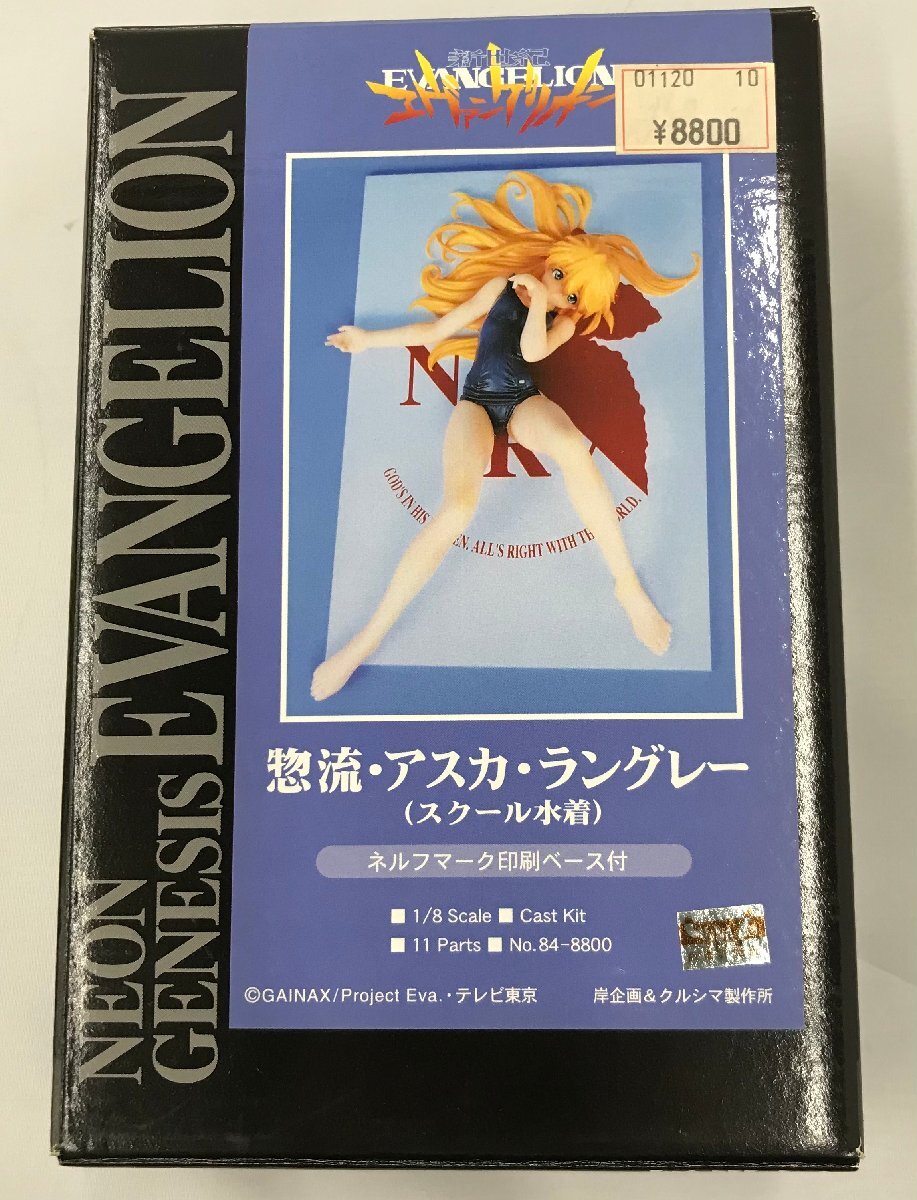 NEON
GENESIS EVANGELION
新世紀
EVANGELION
エヴァンゲリオン
01120 10
¥8800
N
R
GOD'S IN HIS
EN. ALL'S RIGHT WITH TH
RLD.
惣流・アスカ・ラングレー
(スクール水着)
ネルフマーク印刷ベース付
■ 1/8 Scale ■ Cast Kit
■ 11 Parts ■ No.84-8800
©GAINAX/Project Eva.・テレビ東京
岸企画&クルシマ製作所